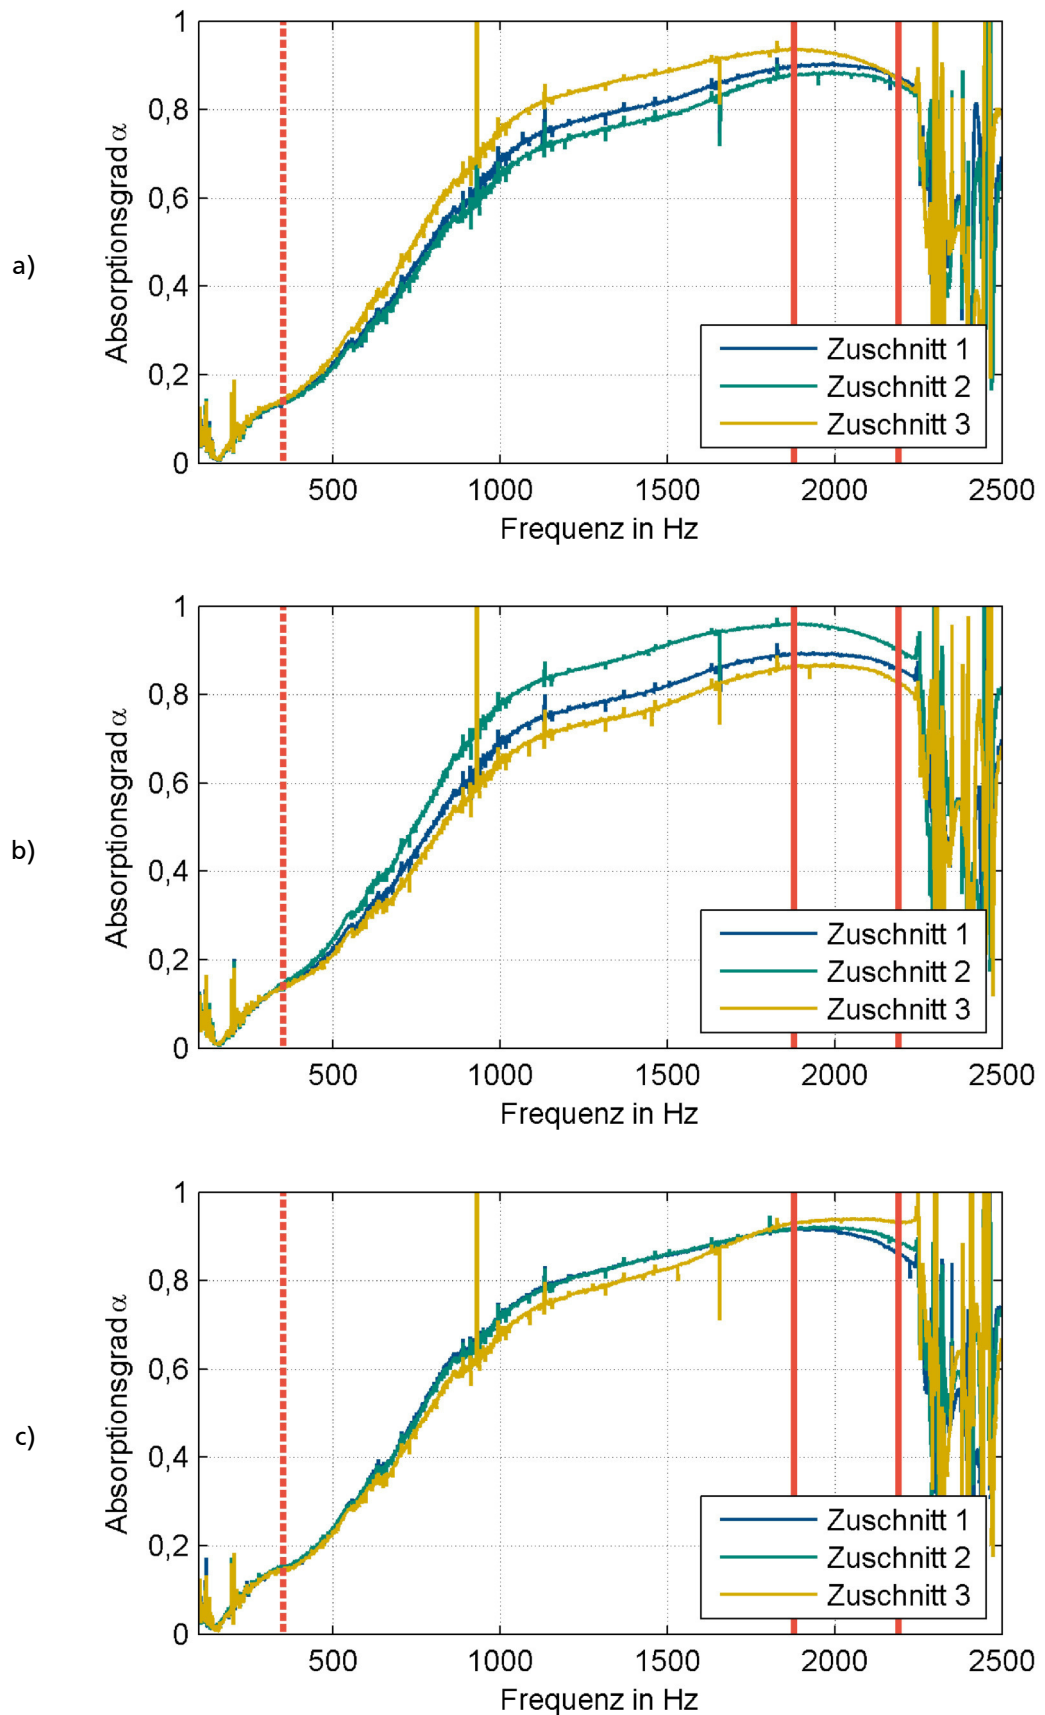 a)
Absorptionsgrad α
1
0,8
0,6
0,4
0,2
0
500
1000
1500
2000
2500
Frequenz in Hz
Zuschnitt 1
Zuschnitt 2
Zuschnitt 3
b)
Absorptionsgrad α
1
0,8
0,6
0,4
0,2
0
500
1000
1500
2000
2500
Frequenz in Hz
Zuschnitt 1
Zuschnitt 2
Zuschnitt 3
c)
Absorptionsgrad α
1
0,8
0,6
0,4
0,2
0
500
1000
1500
2000
2500
Frequenz in Hz
Zuschnitt 1
Zuschnitt 2
Zuschnitt 3